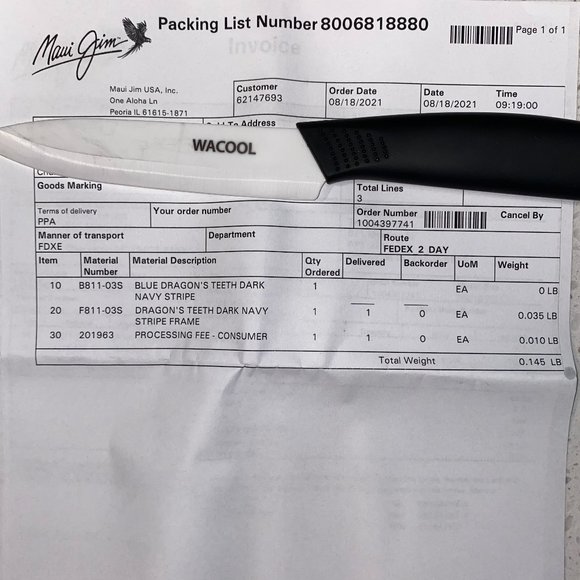 Maui Jim
Packing List Number 8006818880
Page 1 of 1
Invoice
Maui Jim USA, Inc.
One Aloha Ln
Peoria IL 61615-1871
Customer
62147693
Order Date
08/18/2021
Date
08/18/2021
Time
09:19:00
Address
WACOOL
Goods Marking
Total Lines
3
Terms of delivery
PPA
Your order number
Order Number
1004397741
Cancel By
Manner of transport
FDXE
Department
Route
FEDEX 2 DAY
Item Material Number Material Description Qty Ordered Delivered Backorder UoM Weight
10 B811-03S BLUE DRAGON'S TEETH DARK 1 EA 0 LB
NAVY STRIPE
20 F811-03S DRAGON'S TEETH DARK NAVY 1 1 0 EA 0.035 LB
STRIPE FRAME
30 201963 PROCESSING FEE - CONSUMER 1 1 0 EA 0.010 LB
Total Weight 0.145 LB